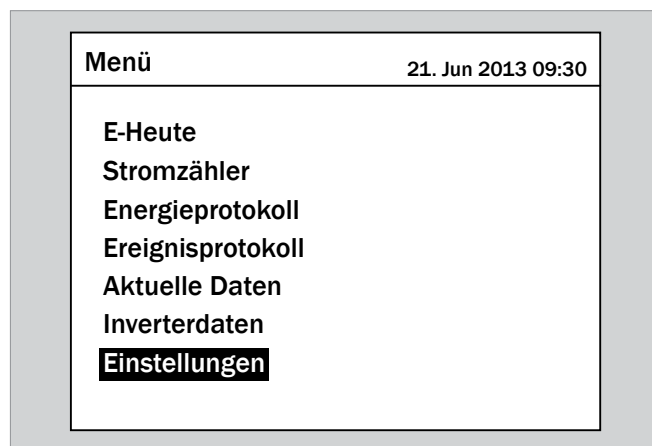 Menü
21. Jun 2013 09:30
E-Heute
Stromzähler
Energieprotokoll
Ereignisprotokoll
Aktuelle Daten
Inverterdaten
Einstellungen